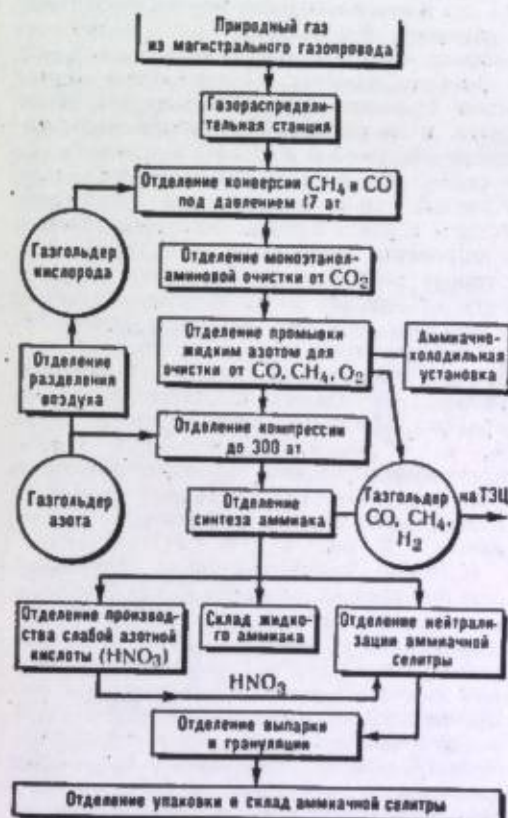 Природный газ
из магистрального газопровода
Газораспредели-
тельная станция
Отделение конверсии CH₄ и CO
под давлением 17 ат.
Газгольдер
кислорода
Отделение моноэтанол-
аминовой очистки от CO₂
Отделение промывки
жидким азотом для
очистки от CO, CH₄, O₂
Аммиачно-
холодильная
установка
Отделение
разделения
воздуха
Отделение компрессии
до 300 ат.
Газгольдер
азота
Отделение
синтеза аммиака
Газгольдер
CO, CH₄,
H₂
на ТЭЦ
Отделение производ-
ства слабой азотной
кислоты (HNO₃)
Склад жидко-
го аммиака
Отделение нейтрали-
зации аммиачной
селитры
HNO₃
Отделение выпарки
и грануляции
Отделение упаковки и склад аммиачной селитры